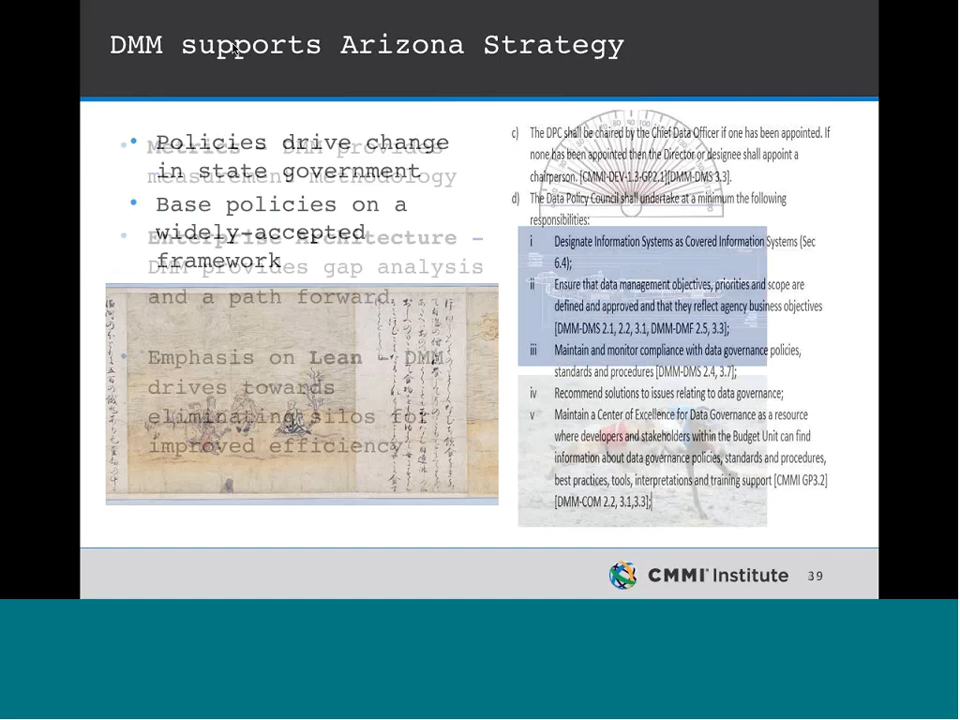 DMM supports Arizona Strategy
• Policies drive change
in state government
• Base policies on a
widely-accepted
framework
• Metrics – DMM provides
measurement methodology
• Enterprise Architecture –
DMM provides gap analysis
and a path forward
• Emphasis on Lean – DMM
drives towards
eliminating silos for
improved efficiency
c) The DPC shall be chaired by the Chief Data Officer if one has been appointed. If
none has been appointed then the Director or designee shall appoint a
chairperson. [CMMI-DEV-1.3-GP2.1][DMM-DMS 3.3].
d) The Data Policy Council shall undertake at a minimum the following
responsibilities:
i Designate Information Systems as Covered Information Systems (Sec
6.4);
ii Ensure that data management objectives, priorities and scope are
defined and approved and that they reflect agency business objectives
[DMM-DMS 2.1, 2.2, 3.1, DMM-DMF 2.5, 3.3];
iii Maintain and monitor compliance with data governance policies,
standards and procedures [DMM-DMS 2.4, 3.7];
iv Recommend solutions to issues relating to data governance;
v Maintain a Center of Excellence for Data Governance as a resource
where developers and stakeholders within the Budget Unit can find
information about data governance policies, standards and procedures,
best practices, tools, interpretations and training support [CMMI GP3.2]
[DMM-COM 2.2, 3.1,3.3];
CMMI® Institute
39